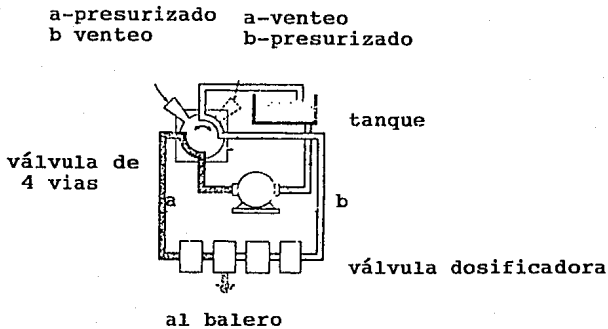 a-presurizado
b venteo
a-venteo
b-presurizado
tanque
válvula de
4 vias
a
b
válvula dosificadora
al balero